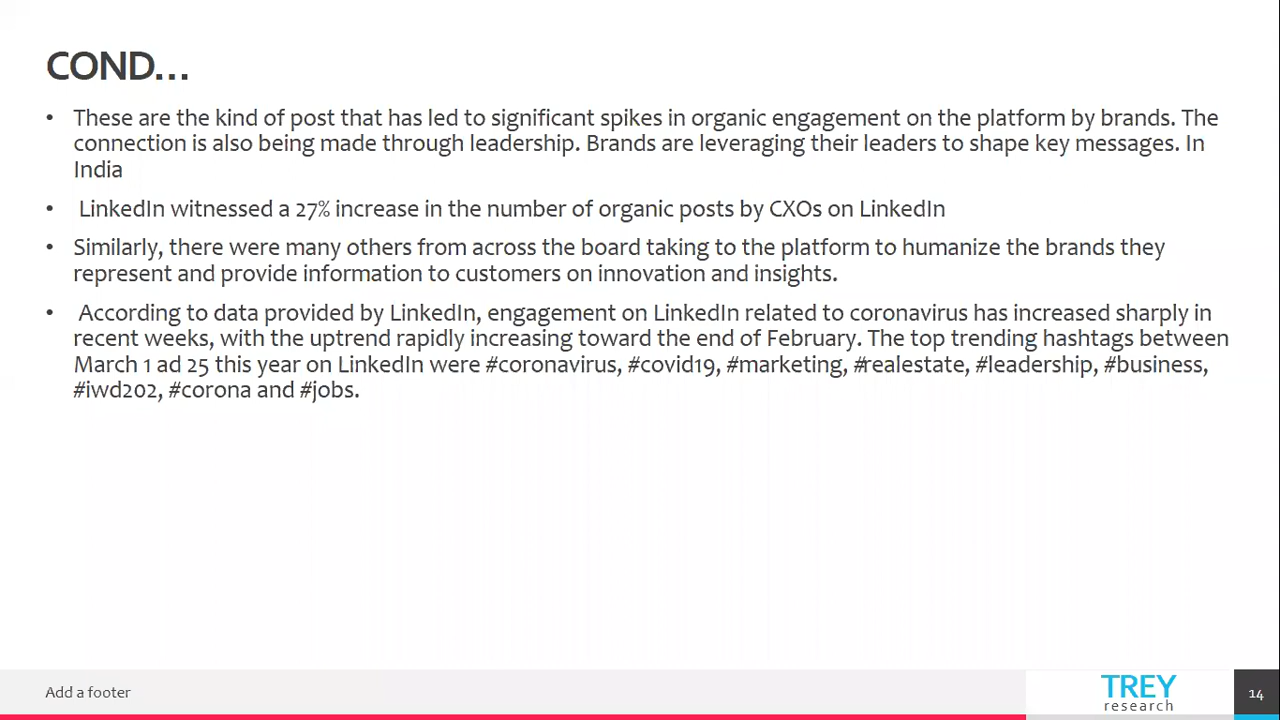 COND...
• These are the kind of post that has led to significant spikes in organic engagement on the platform by brands. The
connection is also being made through leadership. Brands are leveraging their leaders to shape key messages. In
India
• LinkedIn witnessed a 27% increase in the number of organic posts by CXOs on LinkedIn
• Similarly, there were many others from across the board taking to the platform to humanize the brands they
represent and provide information to customers on innovation and insights.
• According to data provided by LinkedIn, engagement on LinkedIn related to coronavirus has increased sharply in
recent weeks, with the uptrend rapidly increasing toward the end of February. The top trending hashtags between
March 1 ad 25 this year on LinkedIn were #coronavirus, #covid19, #marketing, #realestate, #leadership, #business,
#iwd202, #corona and #jobs.
Add a footer
TREY
research
14